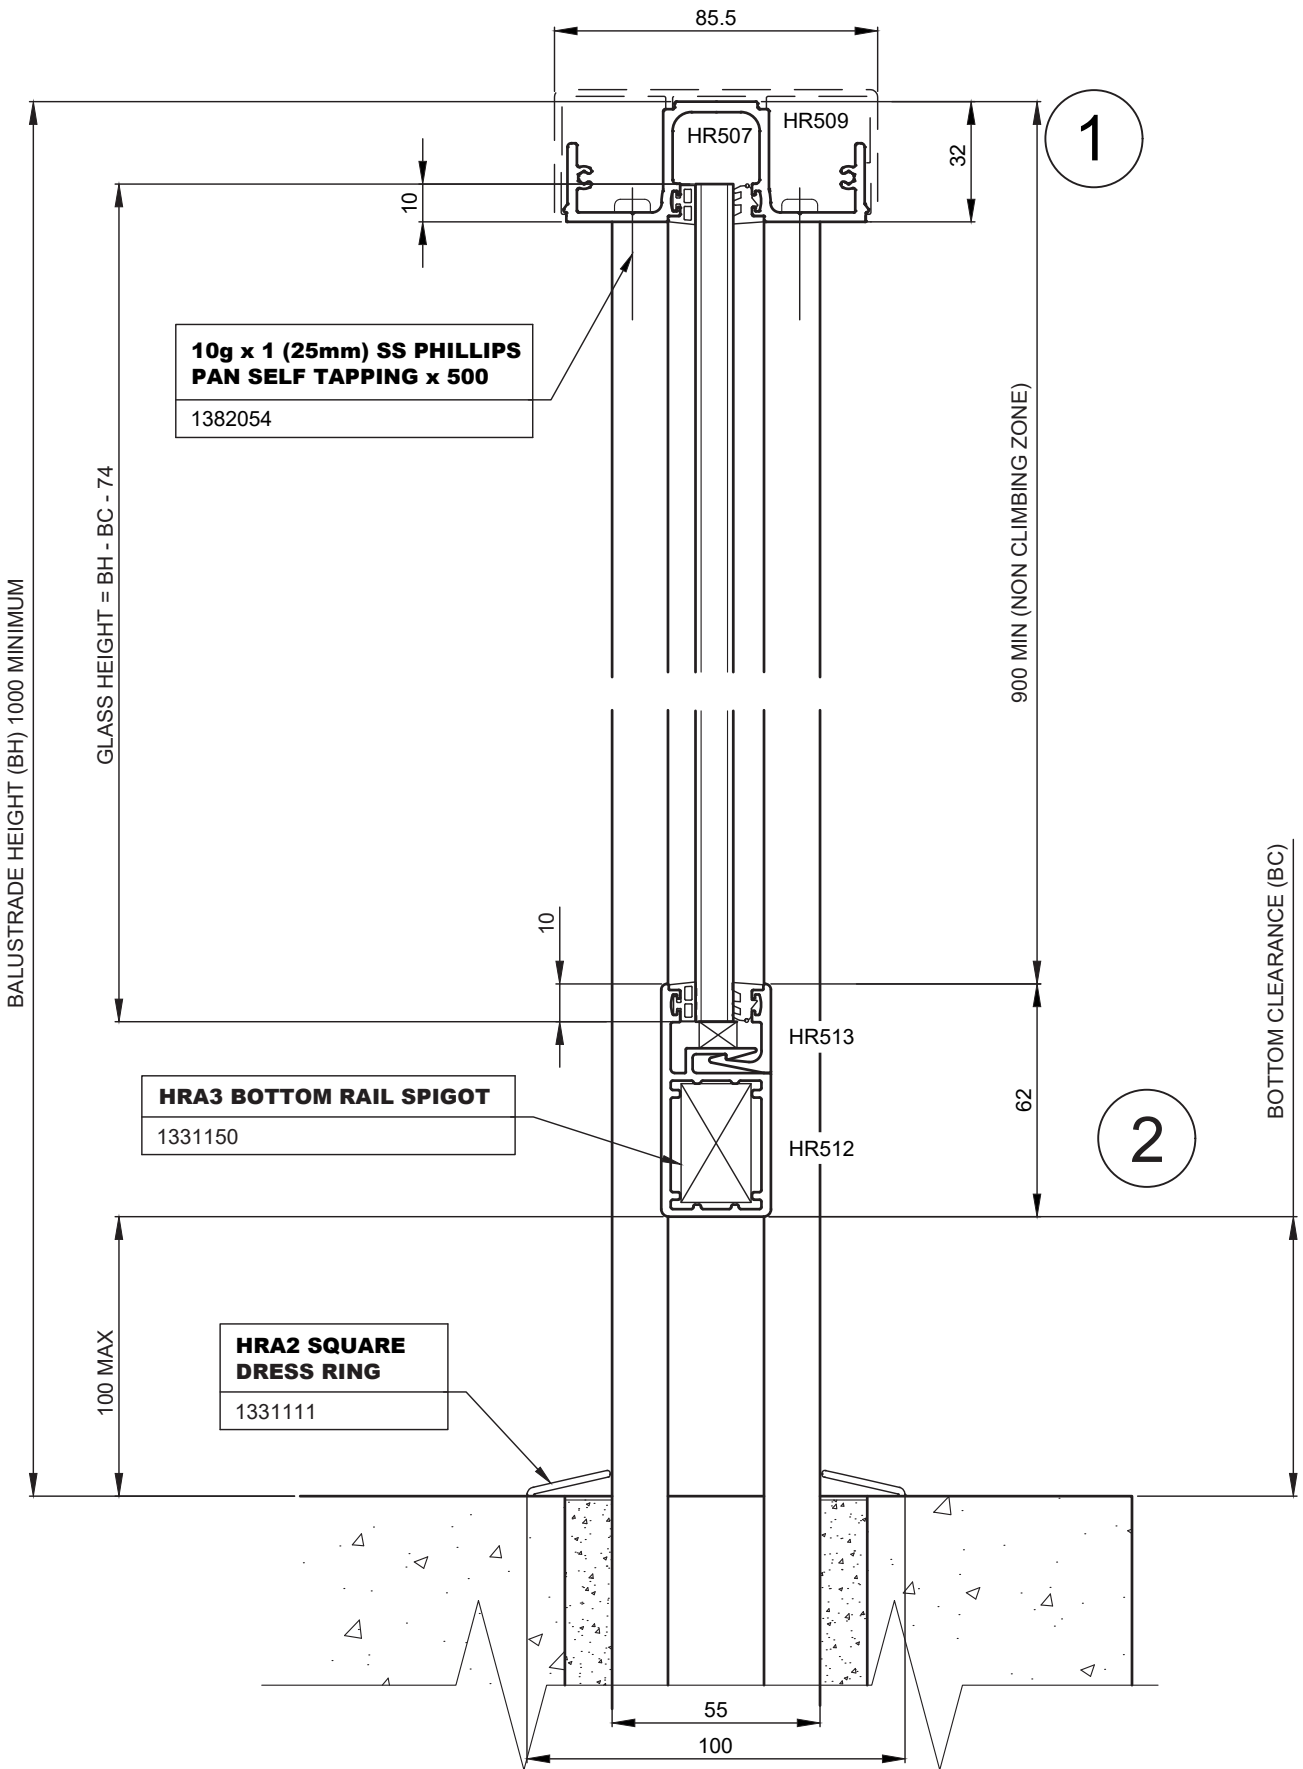 85.5
HR507
HR509
32
1
10
10g x 1 (25mm) SS PHILLIPS
PAN SELF TAPPING x 500
1382054
900 MIN (NON CLIMBING ZONE)
GLASS HEIGHT = BH - BC - 74
BALUSTRADE HEIGHT (BH) 1000 MINIMUM
10
BOTTOM CLEARANCE (BC)
HR513
HRA3 BOTTOM RAIL SPIGOT
1331150
62
HR512
2
HRA2 SQUARE
DRESS RING
1331111
100 MAX
55
100